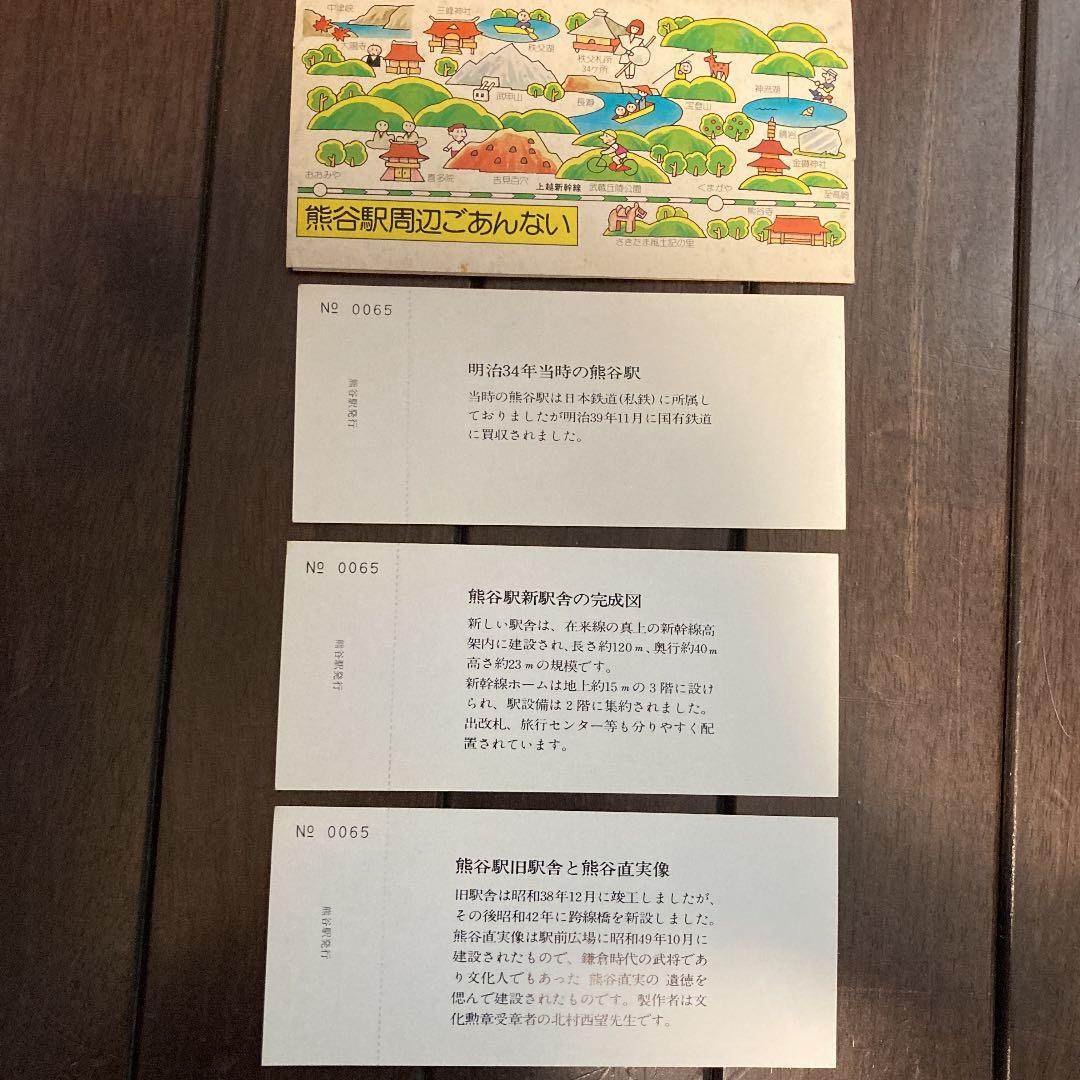 中津峡
三峰神社
秩父湖
秩父札所
34ケ所
大陽寺
武甲山
長瀞
宝登山
神流湖
鏡岩
金鑚神社
おおみや
喜多院
吉見百穴
上越新幹線
武蔵丘陵公園
くまがや
至高崎
熊谷寺
さきたま風土記の里
熊谷駅周辺ごあんない
№ 0065
熊谷駅発行
明治34年当時の熊谷駅
当時の熊谷駅は日本鉄道(私鉄)に所属し
ておりましたが明治39年11月に国有鉄道
に買収されました。
№ 0065
熊谷駅発行
熊谷駅新駅舎の完成図
新しい駅舎は、在来線の真上の新幹線高
架内に建設され、長さ約120m、奥行約40m
高さ約23mの規模です。
新幹線ホームは地上約15mの3階に設け
られ、駅設備は2階に集約されました。
出改札、旅行センター等も分りやすく配
置されています。
№ 0065
熊谷駅発行
熊谷駅旧駅舎と熊谷直実像
旧駅舎は昭和38年12月に竣工しましたが、
その後昭和42年に跨線橋を新設しました。
熊谷直実像は駅前広場に昭和49年10月に
建設されたもので、鎌倉時代の武将であ
り文化人でもあった 熊谷直実の 遺徳を
偲んで建設されたものです。製作者は文
化勲章受章者の北村西望先生です。